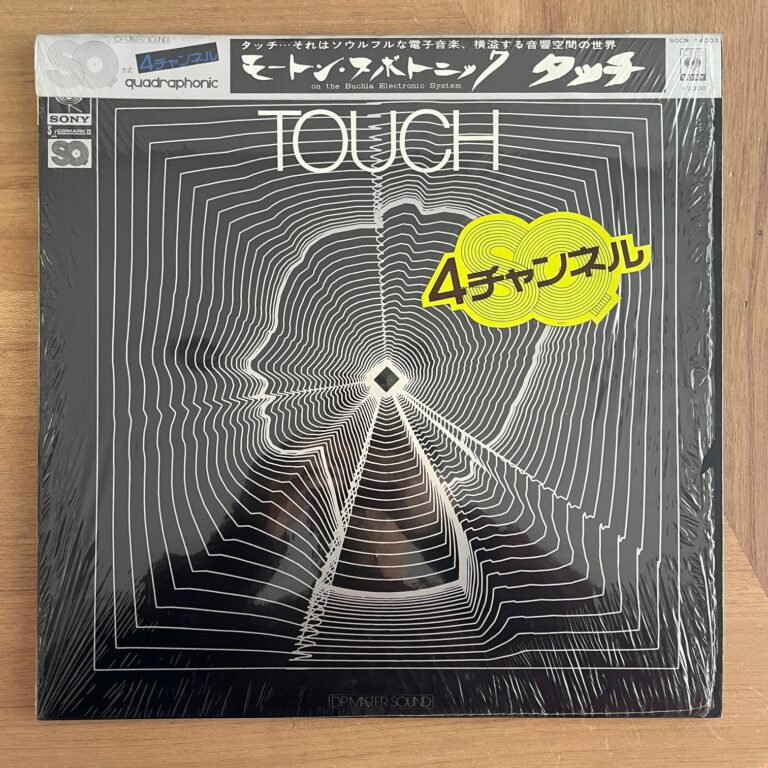 DP MASTER SOUND
SQ
方式
4チャンネル
quadraphonic
タッチ…それはソウルフルな電子音楽、横溢する音響空間の世界
モートン・スボトニック タッチ
on the Buchla Electronic System
SONY
SQ
TOUCH
SQ
4チャンネル
DP MASTER SOUND